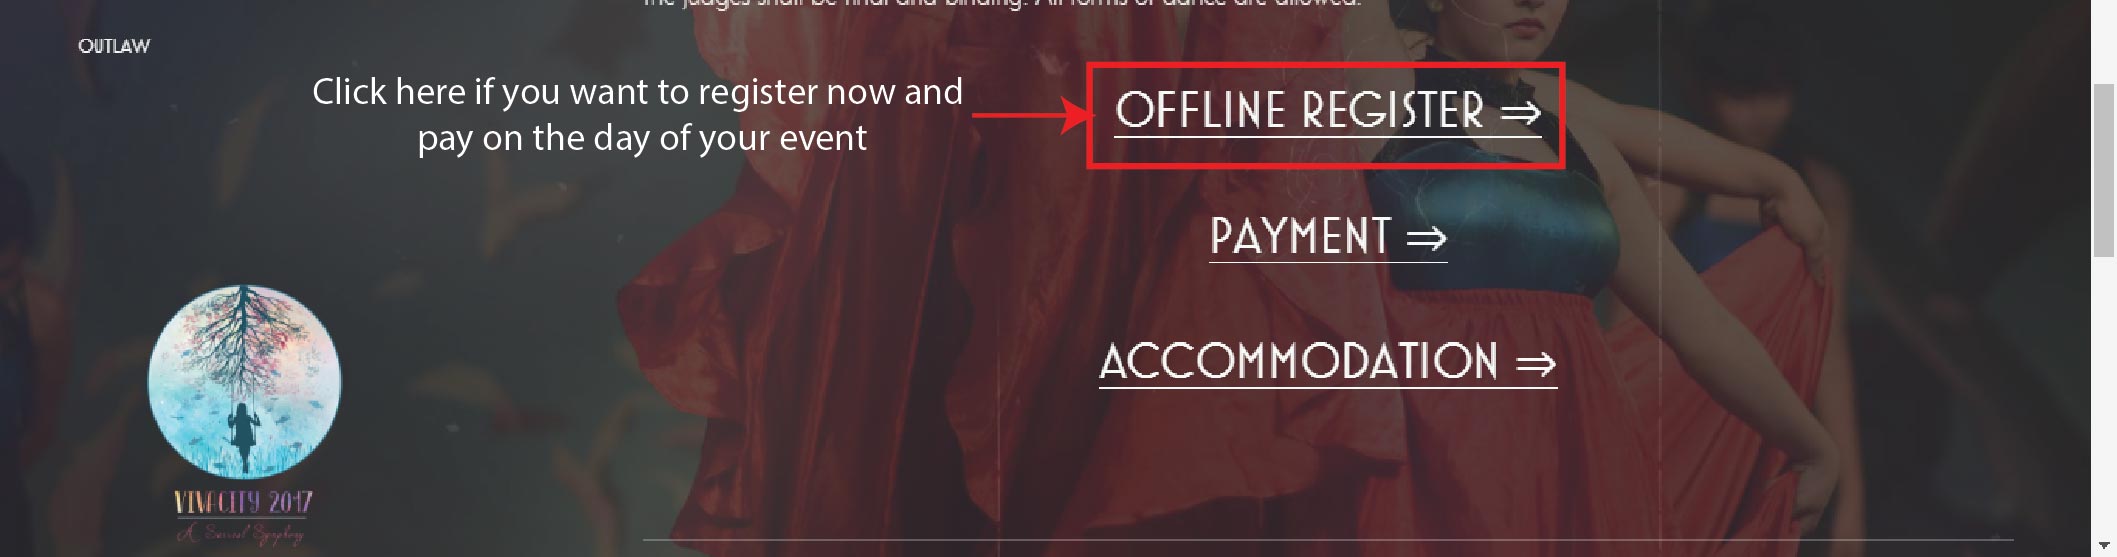 The judges shall be final and binding. All forms of dance are allowed.
OUTLAW
Click here if you want to register now and
pay on the day of your event
OFFLINE REGISTER ⇒
PAYMENT ⇒
ACCOMMODATION ⇒
VIVACITY 2017
A Surreal Symphony